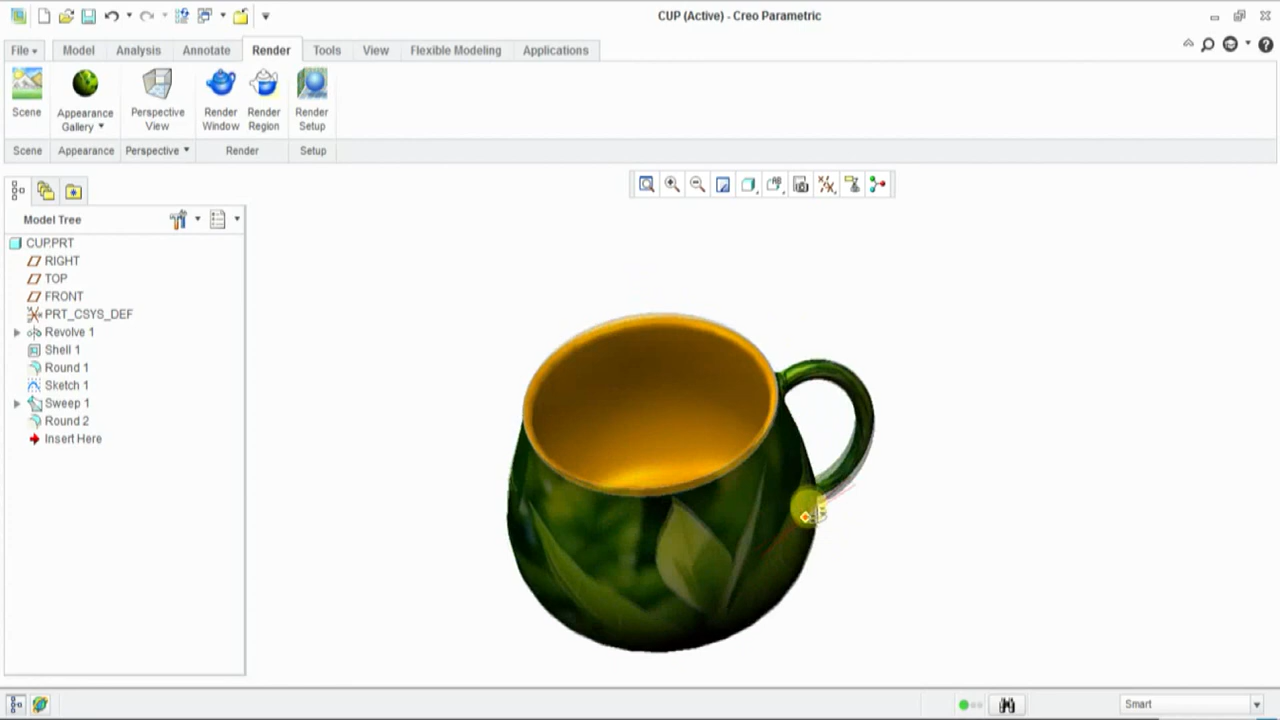 CUP (Active) - Creo Parametric
File Model Analysis Annotate Render Tools View Flexible Modeling Applications
Scene Appearance Gallery Perspective View Render Window Render Region Render Setup
Scene Appearance Perspective Render Setup
Model Tree
CUP.PRT
RIGHT
TOP
FRONT
PRT_CSYS_DEF
Revolve 1
Shell 1
Round 1
Sketch 1
Sweep 1
Round 2
Insert Here
Smart